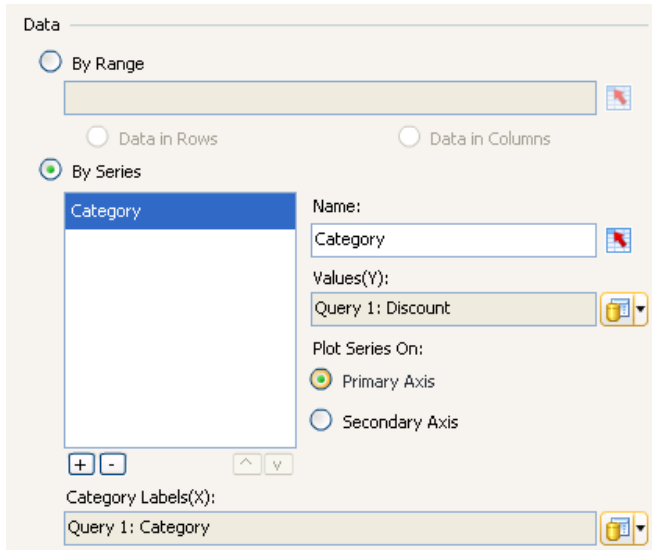 Data
By Range
Data in Rows Data in Columns
By Series
Category
Name:
Category
Values(Y):
Query 1: Discount
Plot Series On:
Primary Axis
Secondary Axis
+ - ^ v
Category Labels(X):
Query 1: Category